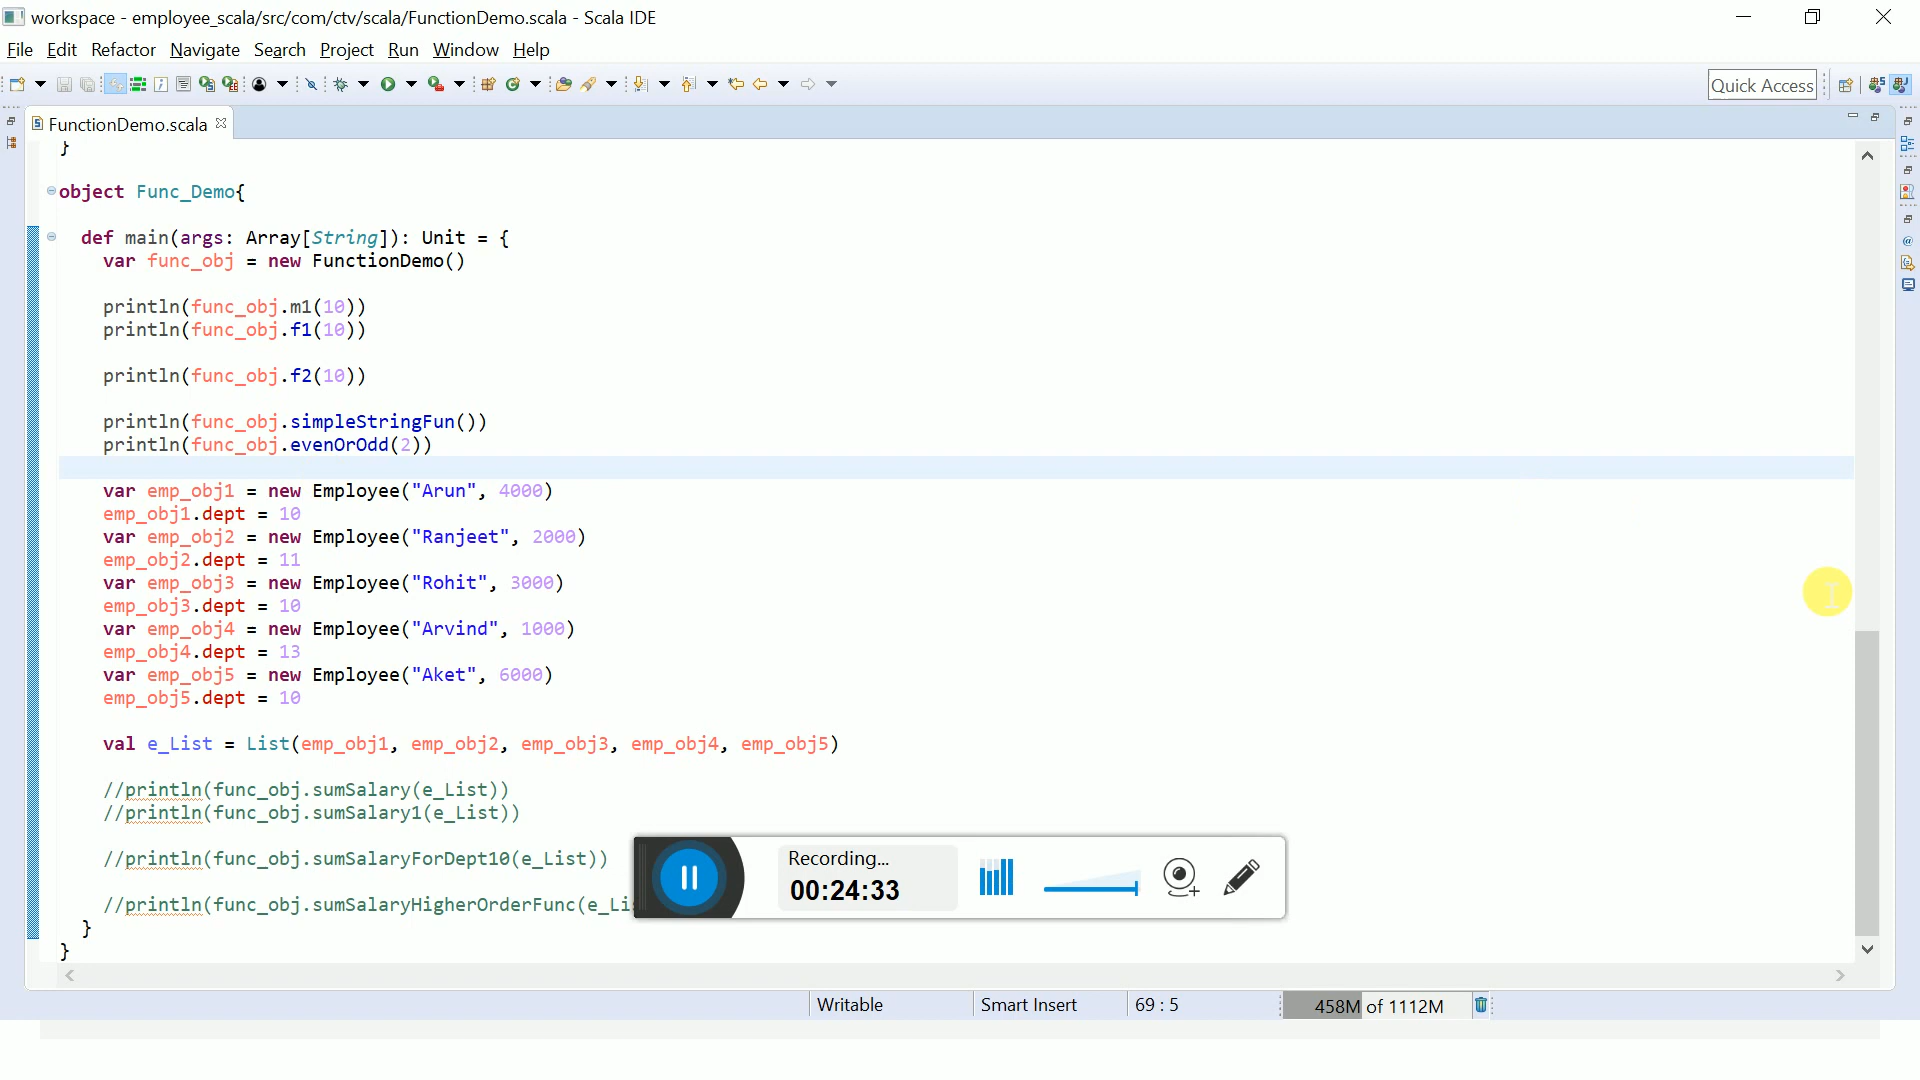 workspace - employee_scala/src/com/ctv/scala/FunctionDemo.scala - Scala IDE
File Edit Refactor Navigate Search Project Run Window Help
Quick Access
FunctionDemo.scala
}
object Func_Demo{
def main(args: Array[String]): Unit = {
var func_obj = new FunctionDemo()
println(func_obj.m1(10))
println(func_obj.f1(10))
println(func_obj.f2(10))
println(func_obj.simpleStringFun())
println(func_obj.evenOrOdd(2))
var emp_obj1 = new Employee("Arun", 4000)
emp_obj1.dept = 10
var emp_obj2 = new Employee("Ranjeet", 2000)
emp_obj2.dept = 11
var emp_obj3 = new Employee("Rohit", 3000)
emp_obj3.dept = 10
var emp_obj4 = new Employee("Arvind", 1000)
emp_obj4.dept = 13
var emp_obj5 = new Employee("Aket", 6000)
emp_obj5.dept = 10
val e_List = List(emp_obj1, emp_obj2, emp_obj3, emp_obj4, emp_obj5)
//println(func_obj.sumSalary(e_List))
//println(func_obj.sumSalary1(e_List))
//println(func_obj.sumSalaryForDept10(e_List))
//println(func_obj.sumSalaryHigherOrderFunc(e_Li
}
}
Recording...
00:24:33
Writable Smart Insert 69 : 5 458M of 1112M